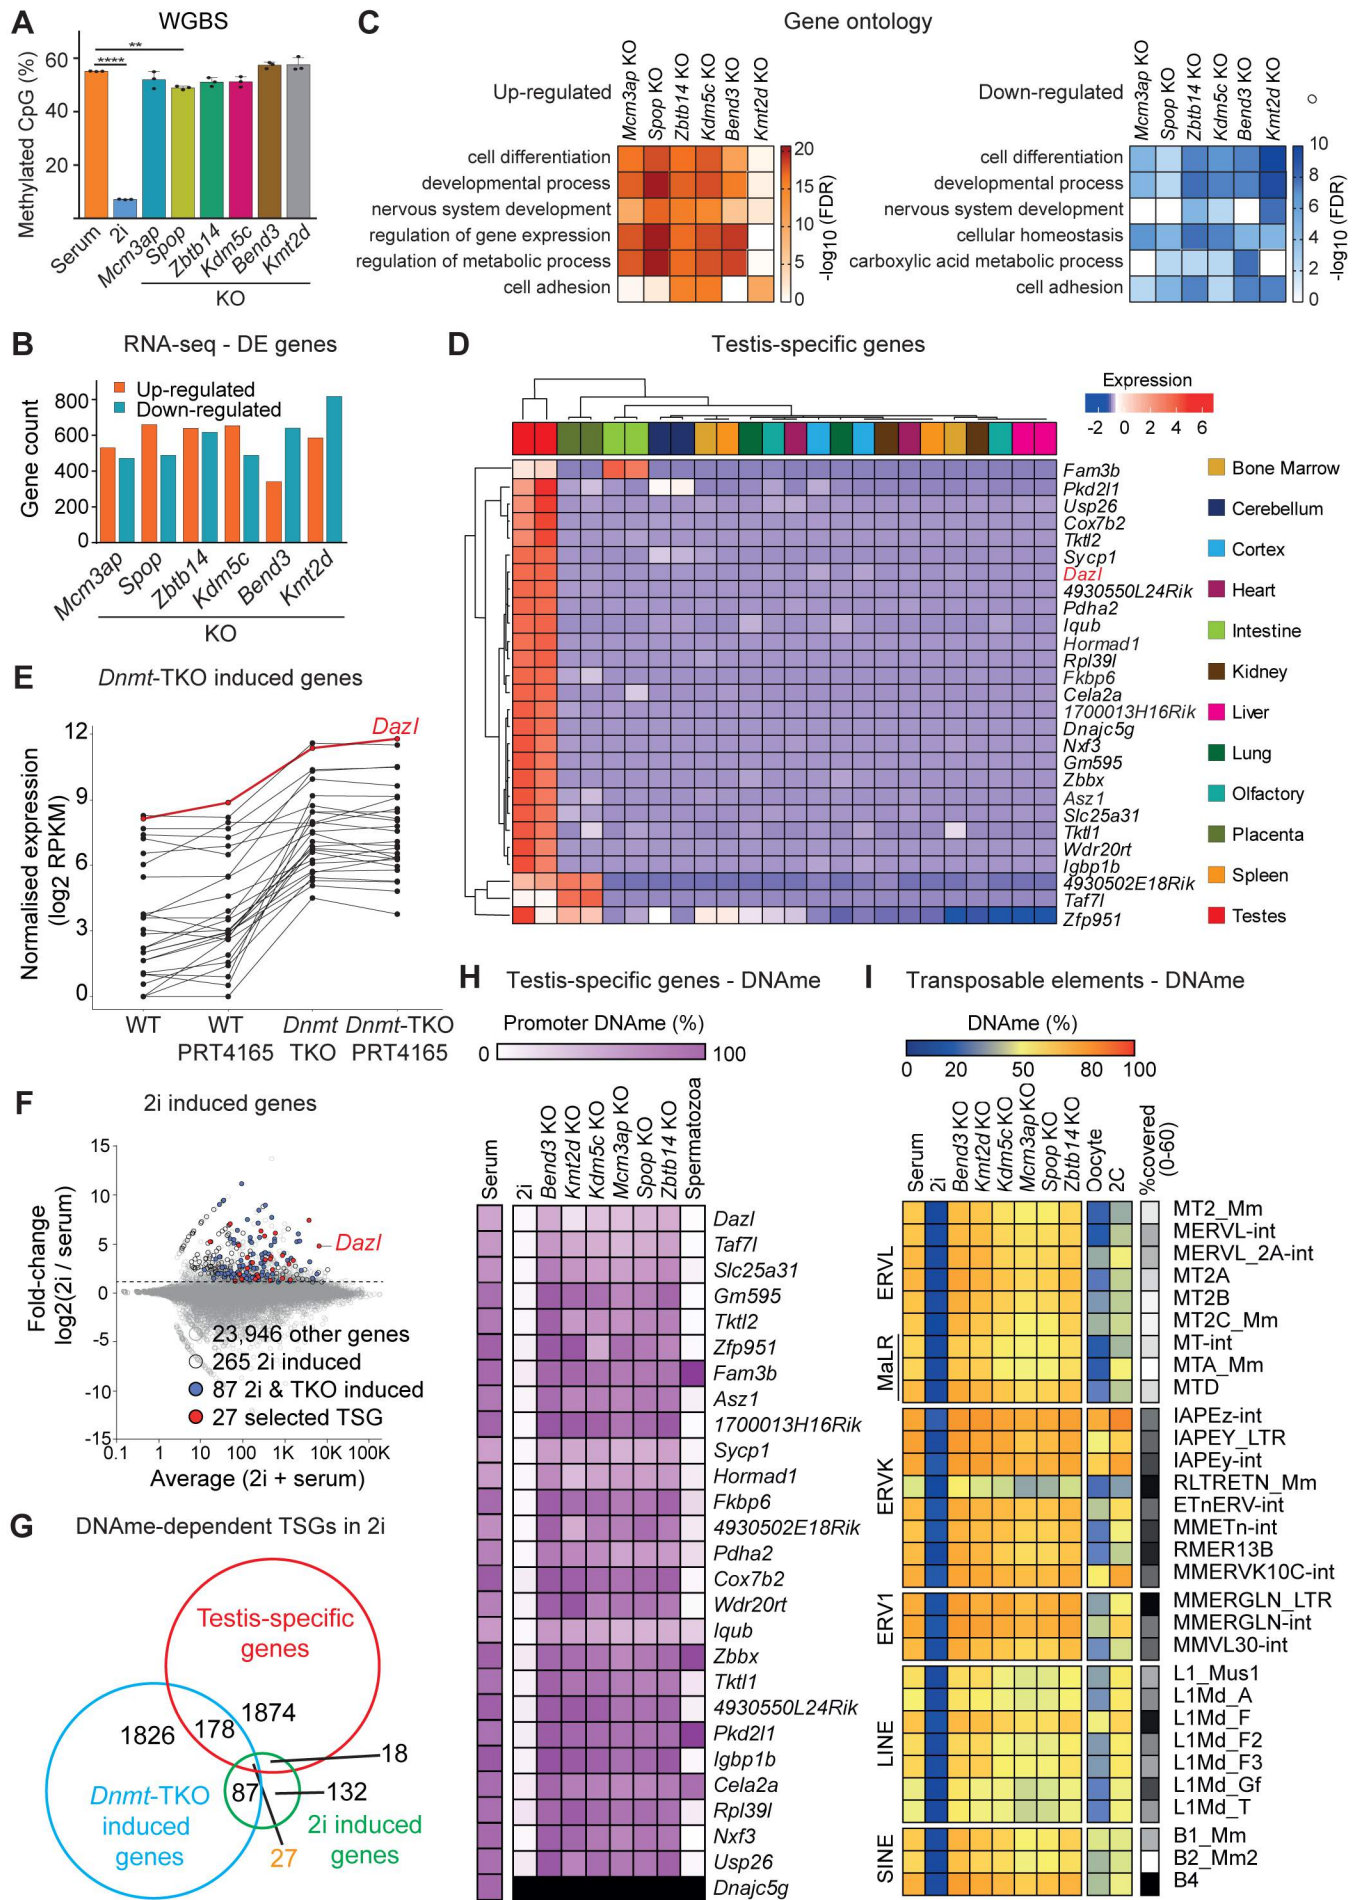 A
WGBS
Methylated CpG (%)
60
40
20
**
****
Serum
2i
Mcm3ap
Spop
Zbtb14
Kdm5c
Bend3
Kmt2d
KO
B
RNA-seq - DE genes
Up-regulated
Down-regulated
Gene count
800
600
400
200
0
Mcm3ap
Spop
Zbtb14
Kdm5c
Bend3
Kmt2d
KO
C
Gene ontology
Up-regulated
Mcm3ap KO
Spop KO
Zbtb14 KO
Kdm5c KO
Bend3 KO
Kmt2d KO
cell differentiation
developmental process
nervous system development
regulation of gene expression
regulation of metabolic process
cell adhesion
20
15
10
5
0
-log10 (FDR)
Down-regulated
Mcm3ap KO
Spop KO
Zbtb14 KO
Kdm5c KO
Bend3 KO
Kmt2d KO
cell differentiation
developmental process
nervous system development
cellular homeostasis
carboxylic acid metabolic process
cell adhesion
10
8
6
4
2
0
-log10 (FDR)
D
Testis-specific genes
Expression
-2 0 2 4 6
Fam3b
Pkd2l1
Usp26
Cox7b2
Tktl2
Sycp1
Dazl
4930550L24Rik
Pdha2
Iqub
Hormad1
Rpl39l
Fkbp6
Cela2a
1700013H16Rik
Dnajc5g
Nxf3
Gm595
Zbbx
Asz1
Slc25a31
Tktl1
Wdr20rt
Igbp1b
4930502E18Rik
Taf7l
Zfp951
Bone Marrow
Cerebellum
Cortex
Heart
Intestine
Kidney
Liver
Lung
Olfactory
Placenta
Spleen
Testes
E
Dnmt-TKO induced genes
Dazl
Normalised expression
(log2 RPKM)
12
9
6
3
0
WT
WT
PRT4165
Dnmt
TKO
Dnmt-TKO
PRT4165
F
2i induced genes
Fold-change
log2(2i / serum)
15
10
5
0
-5
-10
-15
Dazl
23,946 other genes
265 2i induced
87 2i & TKO induced
27 selected TSG
0.1 1 10 100 1K 10K 100K
Average (2i + serum)
G
DNAme-dependent TSGs in 2i
Testis-specific
genes
1826
178
1874
18
87
132
Dnmt-TKO
induced
genes
2i induced
genes
27
H
Testis-specific genes - DNAme
Promoter DNAme (%)
0
100
Serum
2i
Bend3 KO
Kmt2d KO
Kdm5c KO
Mcm3ap KO
Spop KO
Zbtb14 KO
Spermatozoa
Dazl
Taf7l
Slc25a31
Gm595
Tktl2
Zfp951
Fam3b
Asz1
1700013H16Rik
Sycp1
Hormad1
Fkbp6
4930502E18Rik
Pdha2
Cox7b2
Wdr20rt
Iqub
Zbbx
Tktl1
4930550L24Rik
Pkd2l1
Igbp1b
Cela2a
Rpl39l
Nxf3
Usp26
Dnajc5g
I
Transposable elements - DNAme
DNAme (%)
0 20 50 80 100
Serum
2i
Bend3 KO
Kmt2d KO
Kdm5c KO
Mcm3ap KO
Spop KO
Zbtb14 KO
Oocyte
2C
%covered
(0-60)
ERVL
MaLR
MT2_Mm
MERVL-int
MERVL_2A-int
MT2A
MT2B
MT2C_Mm
MT-int
MTA_Mm
MTD
ERVK
IAPEz-int
IAPEY_LTR
IAPEy-int
RLTRETN_Mm
ETnERV-int
MMETn-int
RMER13B
MMERVK10C-int
ERV1
MMERGLN_LTR
MMERGLN-int
MMVL30-int
LINE
L1_Mus1
L1Md_A
L1Md_F
L1Md_F2
L1Md_F3
L1Md_Gf
L1Md_T
SINE
B1_Mm
B2_Mm2
B4